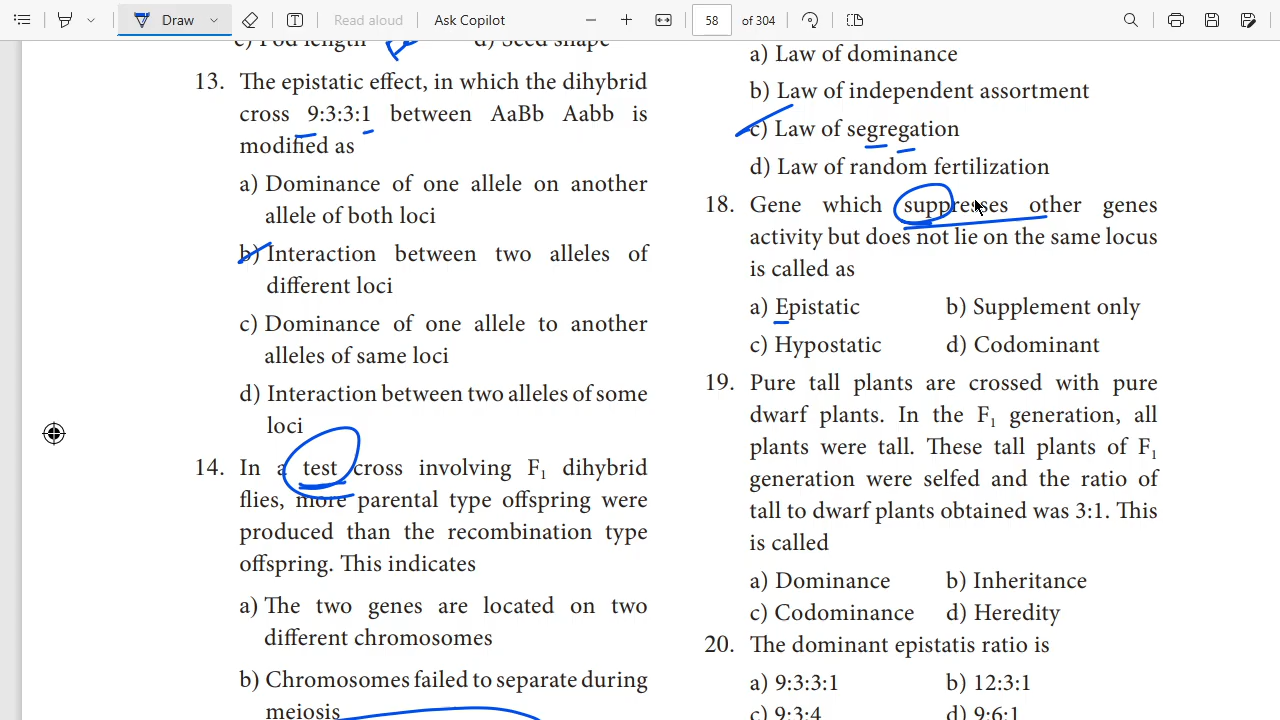 Draw
Read aloud
Ask Copilot
58
of 304
c) Pod length d) Seed shape
13. The epistatic effect, in which the dihybrid
cross 9:3:3:1 between AaBb Aabb is
modified as
a) Dominance of one allele on another
allele of both loci
b) Interaction between two alleles of
different loci
c) Dominance of one allele to another
alleles of same loci
d) Interaction between two alleles of some
loci
14. In a test cross involving F₁ dihybrid
flies, more parental type offspring were
produced than the recombination type
offspring. This indicates
a) The two genes are located on two
different chromosomes
b) Chromosomes failed to separate during
meiosis
a) Law of dominance
b) Law of independent assortment
c) Law of segregation
d) Law of random fertilization
18. Gene which suppresses other genes
activity but does not lie on the same locus
is called as
a) Epistatic b) Supplement only
c) Hypostatic d) Codominant
19. Pure tall plants are crossed with pure
dwarf plants. In the F₁ generation, all
plants were tall. These tall plants of F₁
generation were selfed and the ratio of
tall to dwarf plants obtained was 3:1. This
is called
a) Dominance b) Inheritance
c) Codominance d) Heredity
20. The dominant epistatis ratio is
a) 9:3:3:1 b) 12:3:1
c) 9:3:4 d) 9:6:1